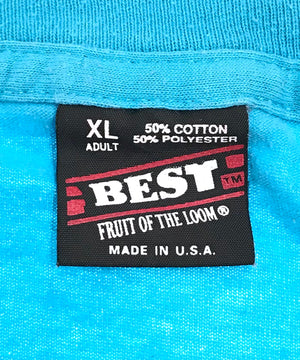 XL 50% COTTON
ADULT 50% POLYESTER
BEST TM
FRUIT OF THE LOOM®
MADE IN U.S.A.